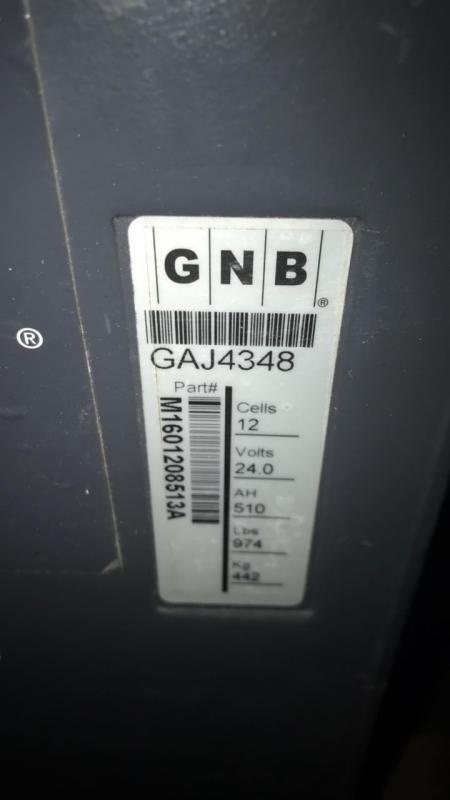 GNB®
GAJ4348
Part#
M1601208513A
Cells
12
Volts
24.0
AH
510
Lbs
974
Kg
442
®